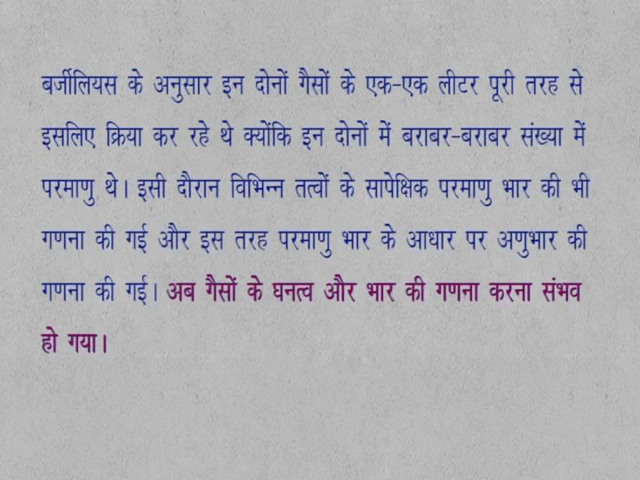 बर्जीलियस के अनुसार इन दोनों गैसों के एक-एक लीटर पूरी तरह से
इसलिए क्रिया कर रहे थे क्योंकि इन दोनों में बराबर-बराबर संख्या में
परमाणु थे। इसी दौरान विभिन्न तत्वों के सापेक्षिक परमाणु भार की भी
गणना की गई और इस तरह परमाणु भार के आधार पर अणुभार की
गणना की गई। अब गैसों के घनत्व और भार की गणना करना संभव
हो गया।